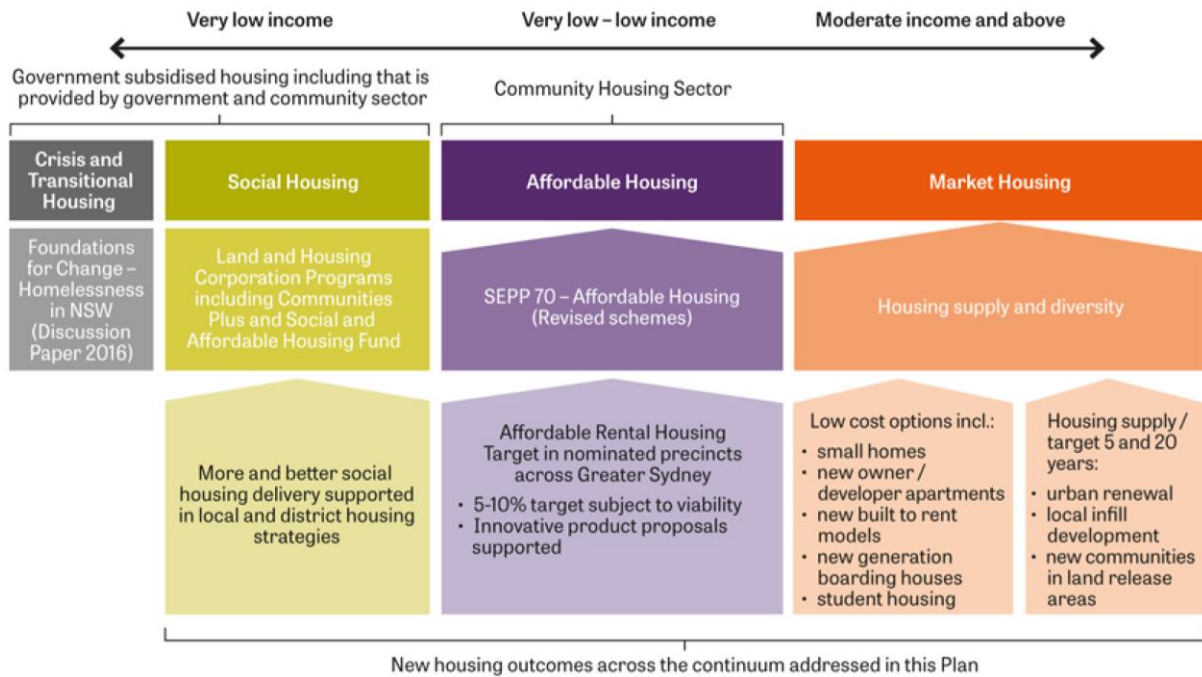 Very low income
Very low – low income
Moderate income and above
Government subsidised housing including that is
provided by government and community sector
Community Housing Sector
Crisis and
Transitional
Housing
Social Housing
Affordable Housing
Market Housing
Foundations
for Change –
Homelessness
in NSW
(Discussion
Paper 2016)
Land and Housing
Corporation Programs
including Communities
Plus and Social and
Affordable Housing Fund
SEPP 70 – Affordable Housing
(Revised schemes)
Housing supply and diversity
More and better social
housing delivery supported
in local and district housing
strategies
Affordable Rental Housing
Target in nominated precincts
across Greater Sydney
• 5-10% target subject to viability
• Innovative product proposals
supported
Low cost options incl.:
• small homes
• new owner /
developer apartments
• new built to rent
models
• new generation
boarding houses
• student housing
Housing supply /
target 5 and 20
years:
• urban renewal
• local infill
development
• new communities
in land release
areas
New housing outcomes across the continuum addressed in this Plan